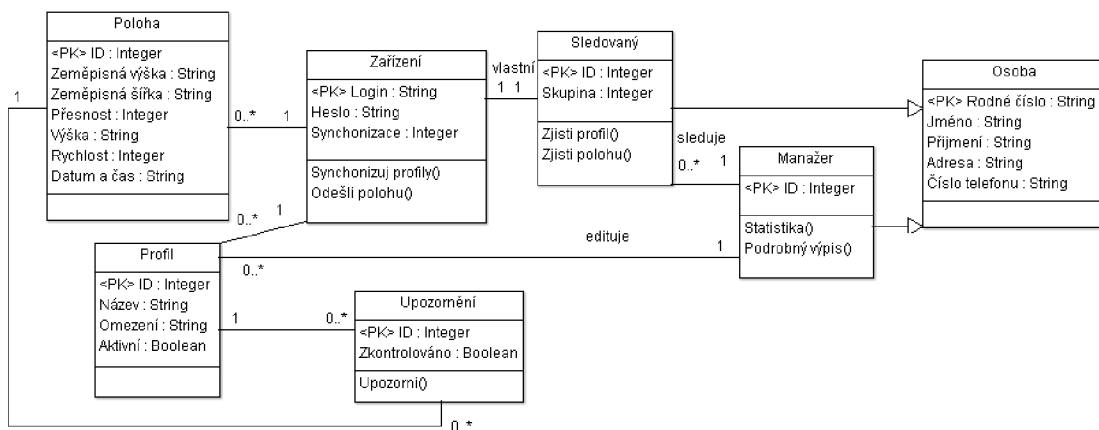 Poloha
<PK> ID : Integer
Zeměpisná výška : String
Zeměpisná šířka : String
Přesnost : Integer
Výška : String
Rychlost : Integer
Datum a čas : String
1
0..*
1
Zařízení
<PK> Login : String
Heslo : String
Synchonizace : Integer
Synchonizuj profily()
Odešli polohu()
vlastní
1 1
Sledovaný
<PK> ID : Integer
Skupina : Integer
Zjisti profil()
Zjisti polohu()
sleduje
0..*
1
Osoba
<PK> Rodné číslo : String
Jméno : String
Přijmení : String
Adresa : String
Číslo telefonu : String
Manažer
<PK> ID : Integer
Statistika()
Podrobný výpis()
0..*
1
edituje
0..*
1
Profil
<PK> ID : Integer
Název : String
Omezení : String
Aktivní : Boolean
1
0..*
Upozornění
<PK> ID : Integer
Zkontrolováno : Boolean
Upozorni()
0..*